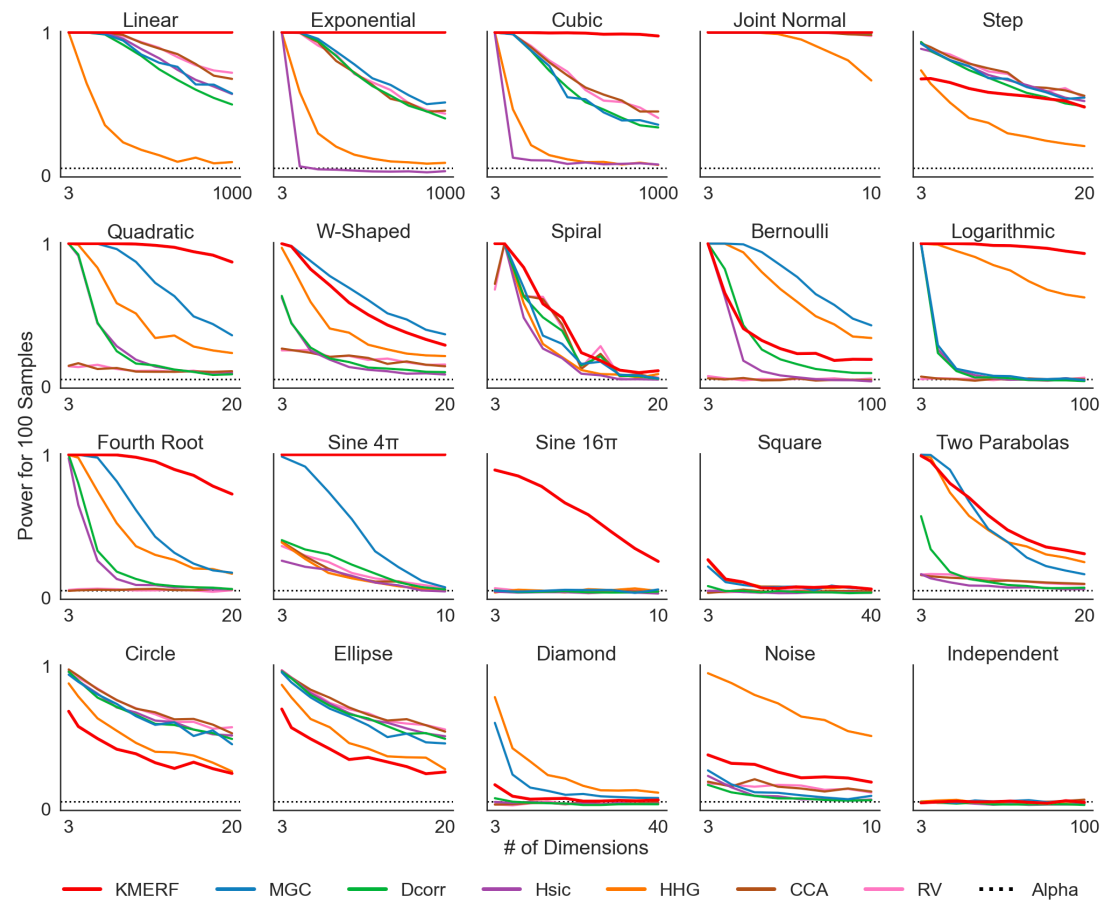 Linear Exponential Cubic Joint Normal Step
1
0
3 1000 3 1000 3 1000 3 10 3 20
Quadratic W-Shaped Spiral Bernoulli Logarithmic
1
0
3 20 3 20 3 20 3 100 3 100
Power for 100 Samples
Fourth Root Sine 4π Sine 16π Square Two Parabolas
1
0
3 20 3 10 3 10 3 40 3 20
Circle Ellipse Diamond Noise Independent
1
0
3 20 3 20 3 40 3 10 3 100
# of Dimensions
KMERF MGC Dcorr Hsic HHG CCA RV Alpha